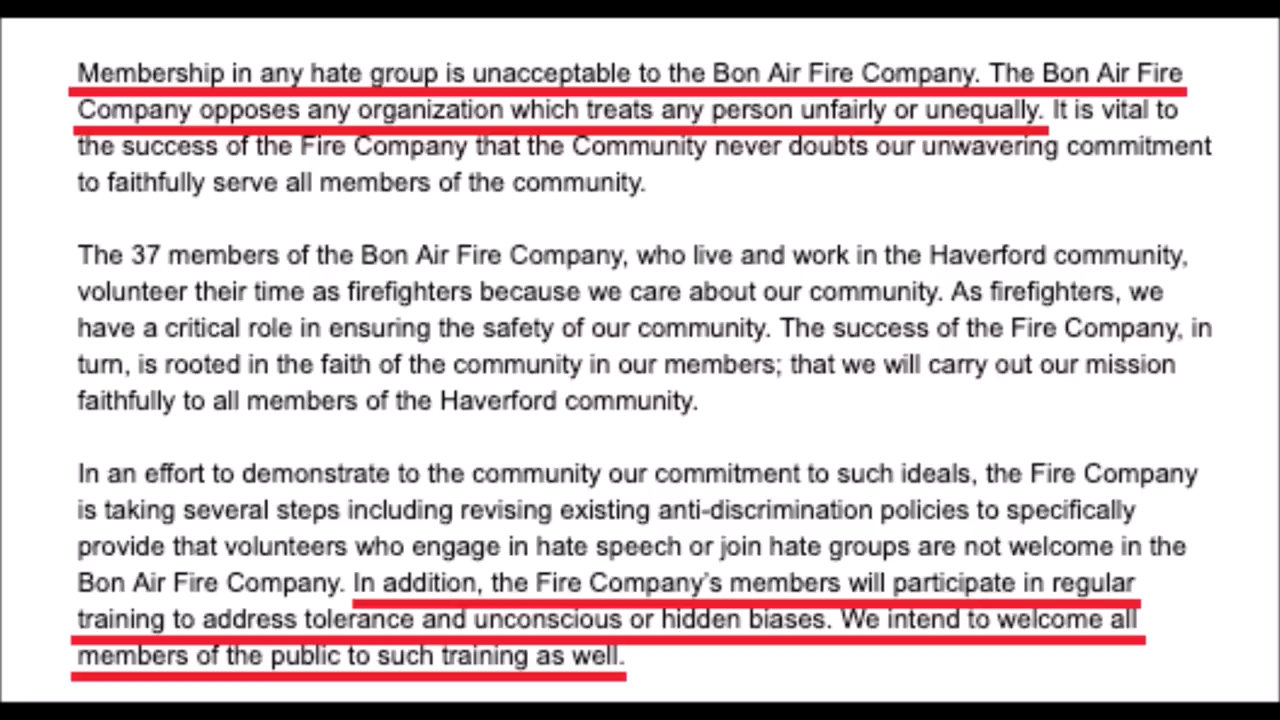 Membership in any hate group is unacceptable to the Bon Air Fire Company. The Bon Air Fire
Company opposes any organization which treats any person unfairly or unequally. It is vital to
the success of the Fire Company that the Community never doubts our unwavering commitment
to faithfully serve all members of the community.
The 37 members of the Bon Air Fire Company, who live and work in the Haverford community,
volunteer their time as firefighters because we care about our community. As firefighters, we
have a critical role in ensuring the safety of our community. The success of the Fire Company, in
turn, is rooted in the faith of the community in our members; that we will carry out our mission
faithfully to all members of the Haverford community.
In an effort to demonstrate to the community our commitment to such ideals, the Fire Company
is taking several steps including revising existing anti-discrimination policies to specifically
provide that volunteers who engage in hate speech or join hate groups are not welcome in the
Bon Air Fire Company. In addition, the Fire Company's members will participate in regular
training to address tolerance and unconscious or hidden biases. We intend to welcome all
members of the public to such training as well.